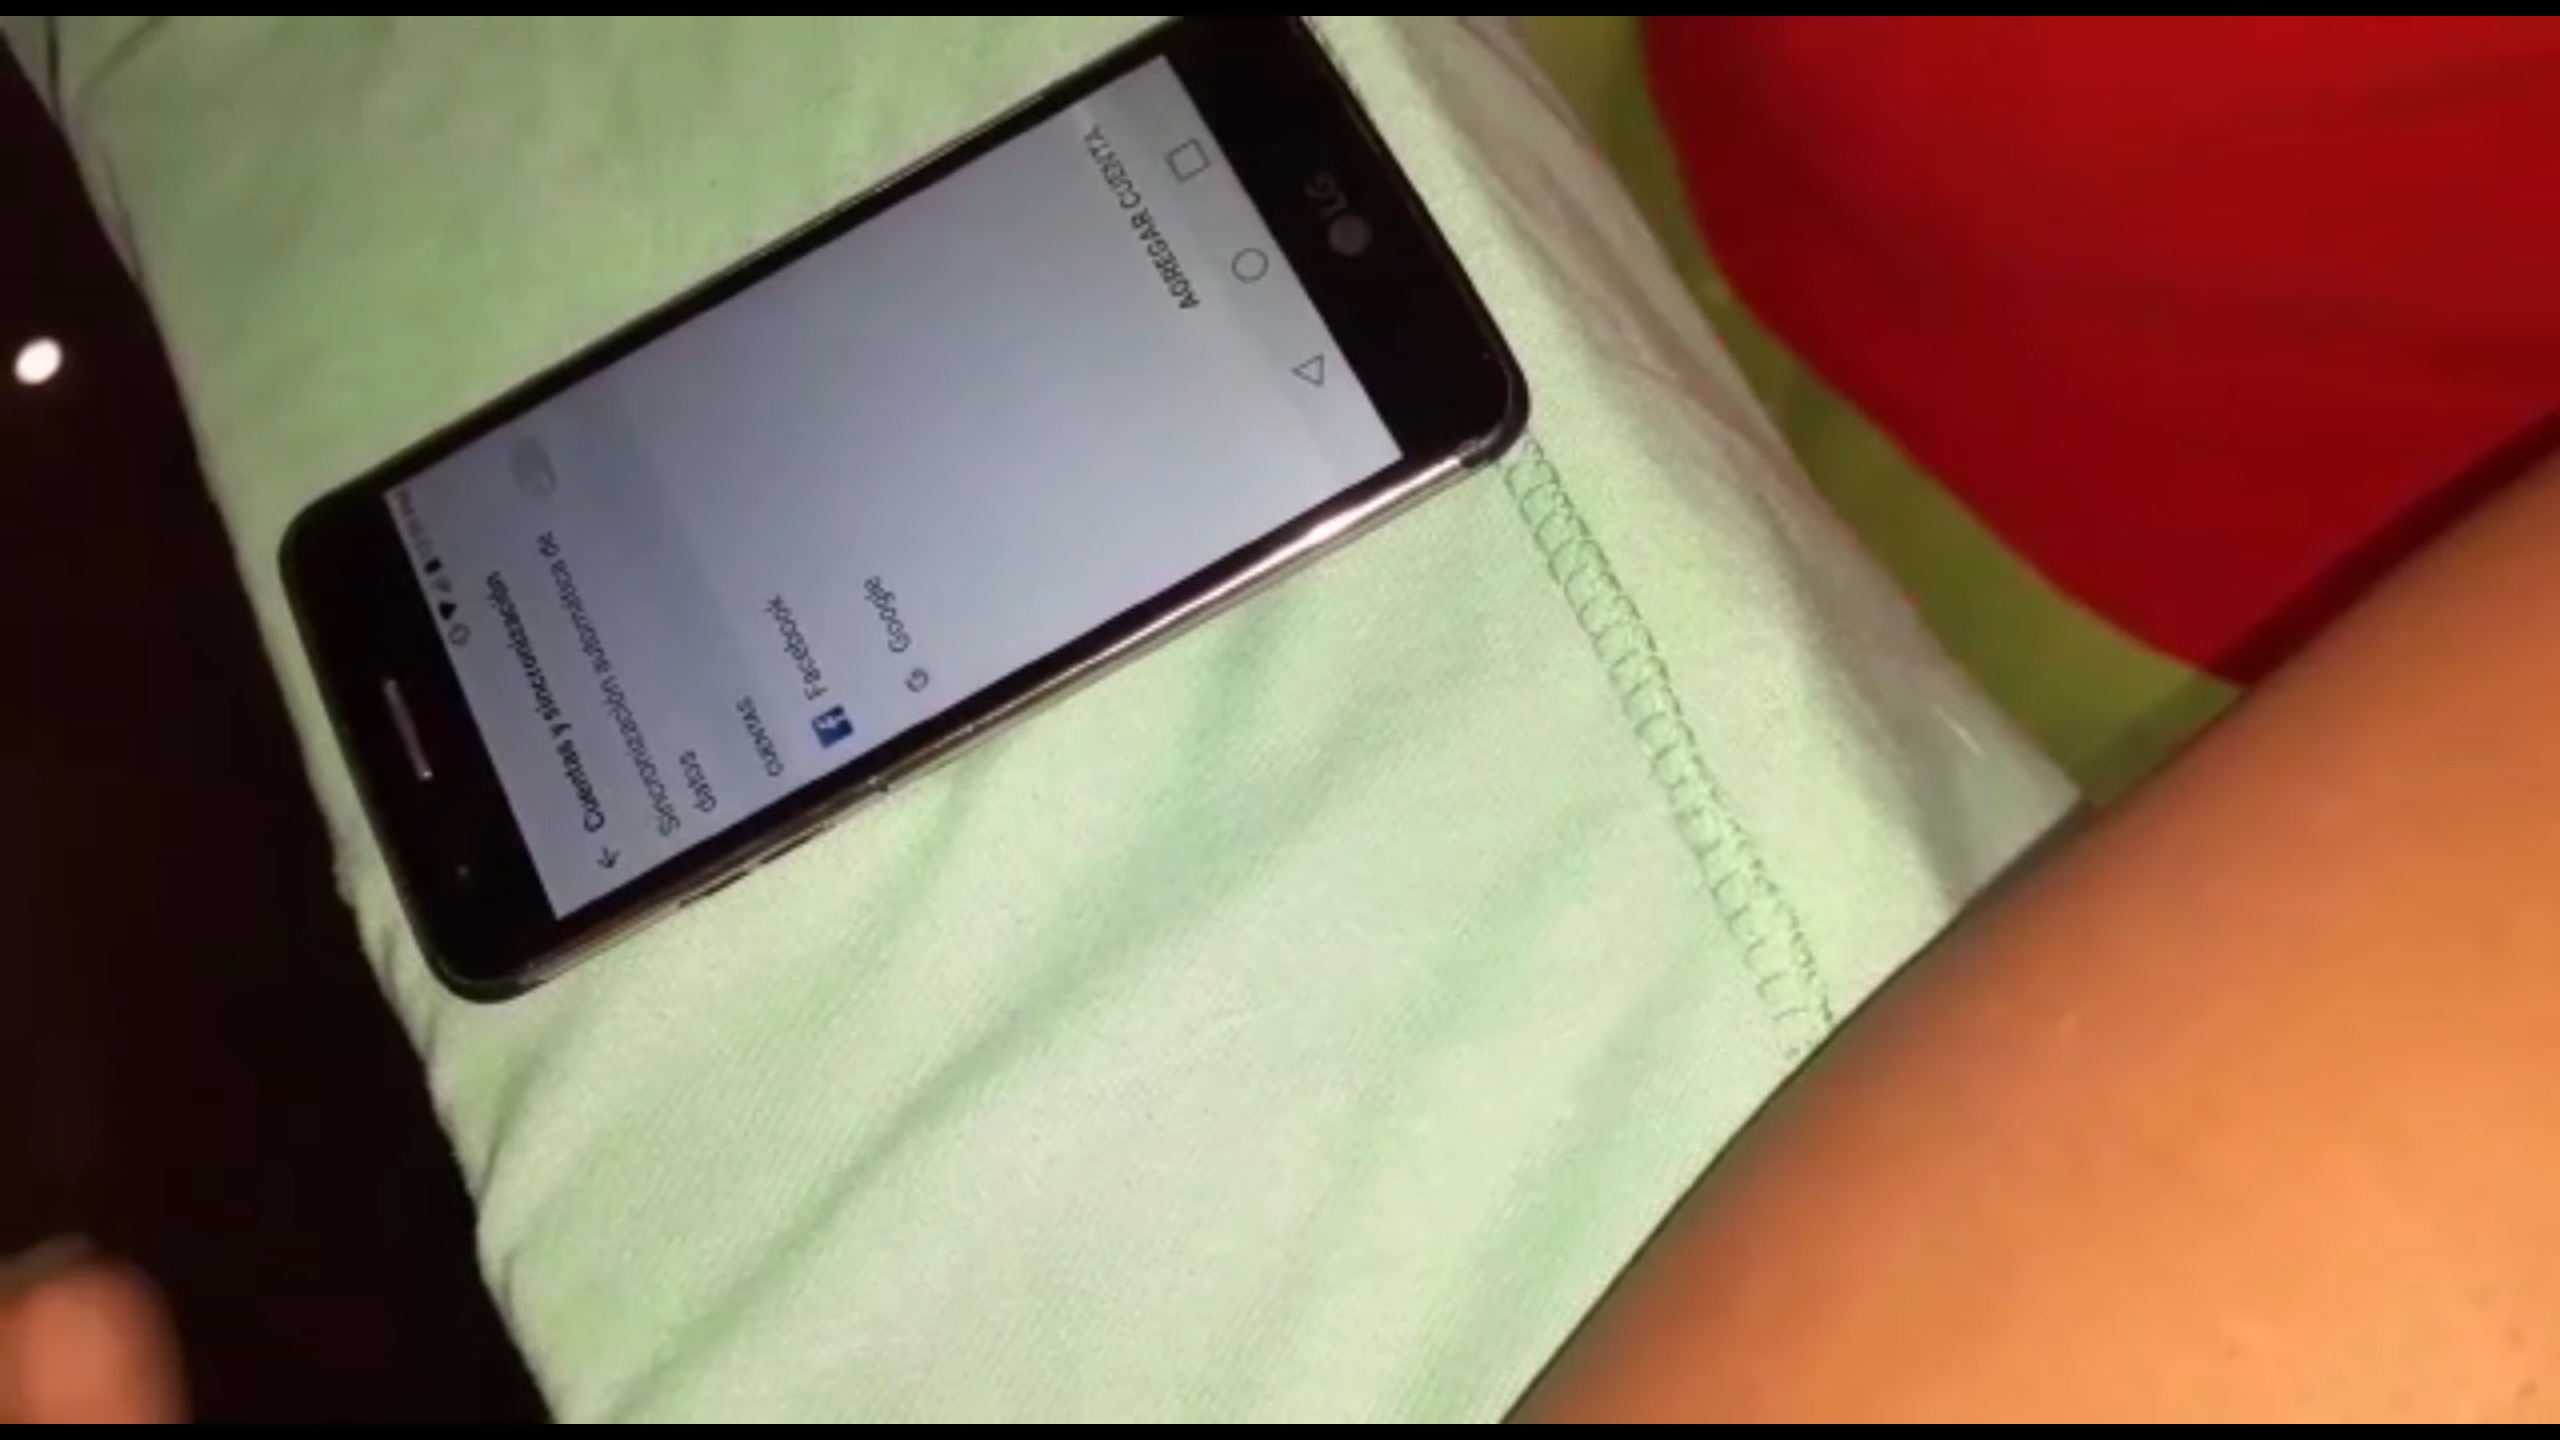 Cuentas y sincronización
Sincronización automática de
datos
CUENTAS
Facebook
G Google
AGREGAR CUENTA
LG